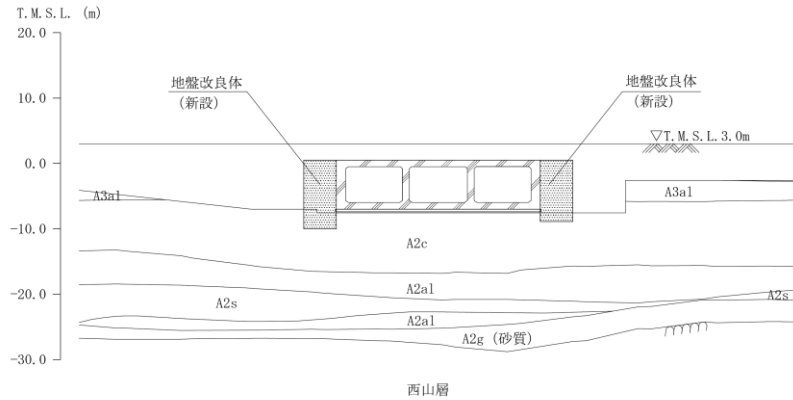 T.M.S.L. (m)
20.0
10.0
0.0
-10.0
-20.0
-30.0
地盤改良体
(新設)
地盤改良体
(新設)
▽T.M.S.L.3.0m
A3al
A3al
A2c
A2al
A2s
A2s
A2al
A2g (砂質)
西山層